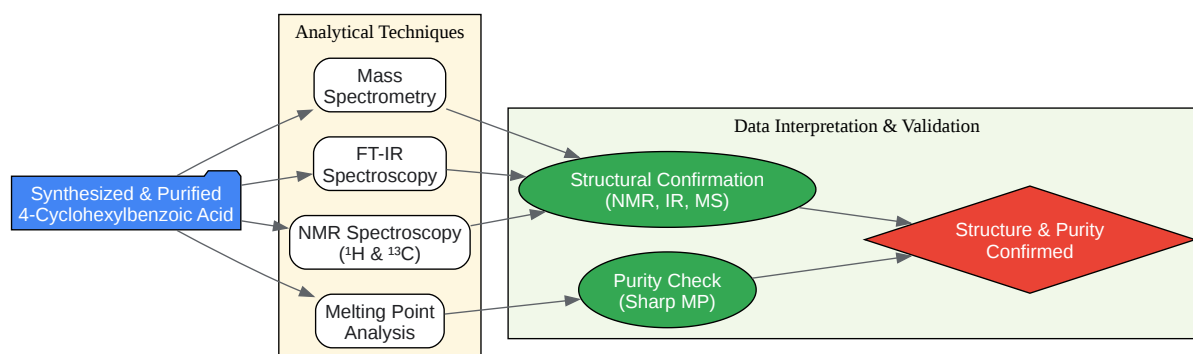 Analytical Techniques
Mass
Spectrometry
FT-IR
Spectroscopy
NMR Spectroscopy
(¹H & ¹³C)
Melting Point
Analysis
Synthesized & Purified
4-Cyclohexylbenzoic Acid
Data Interpretation & Validation
Structural Confirmation
(NMR, IR, MS)
Purity Check
(Sharp MP)
Structure & Purity
Confirmed